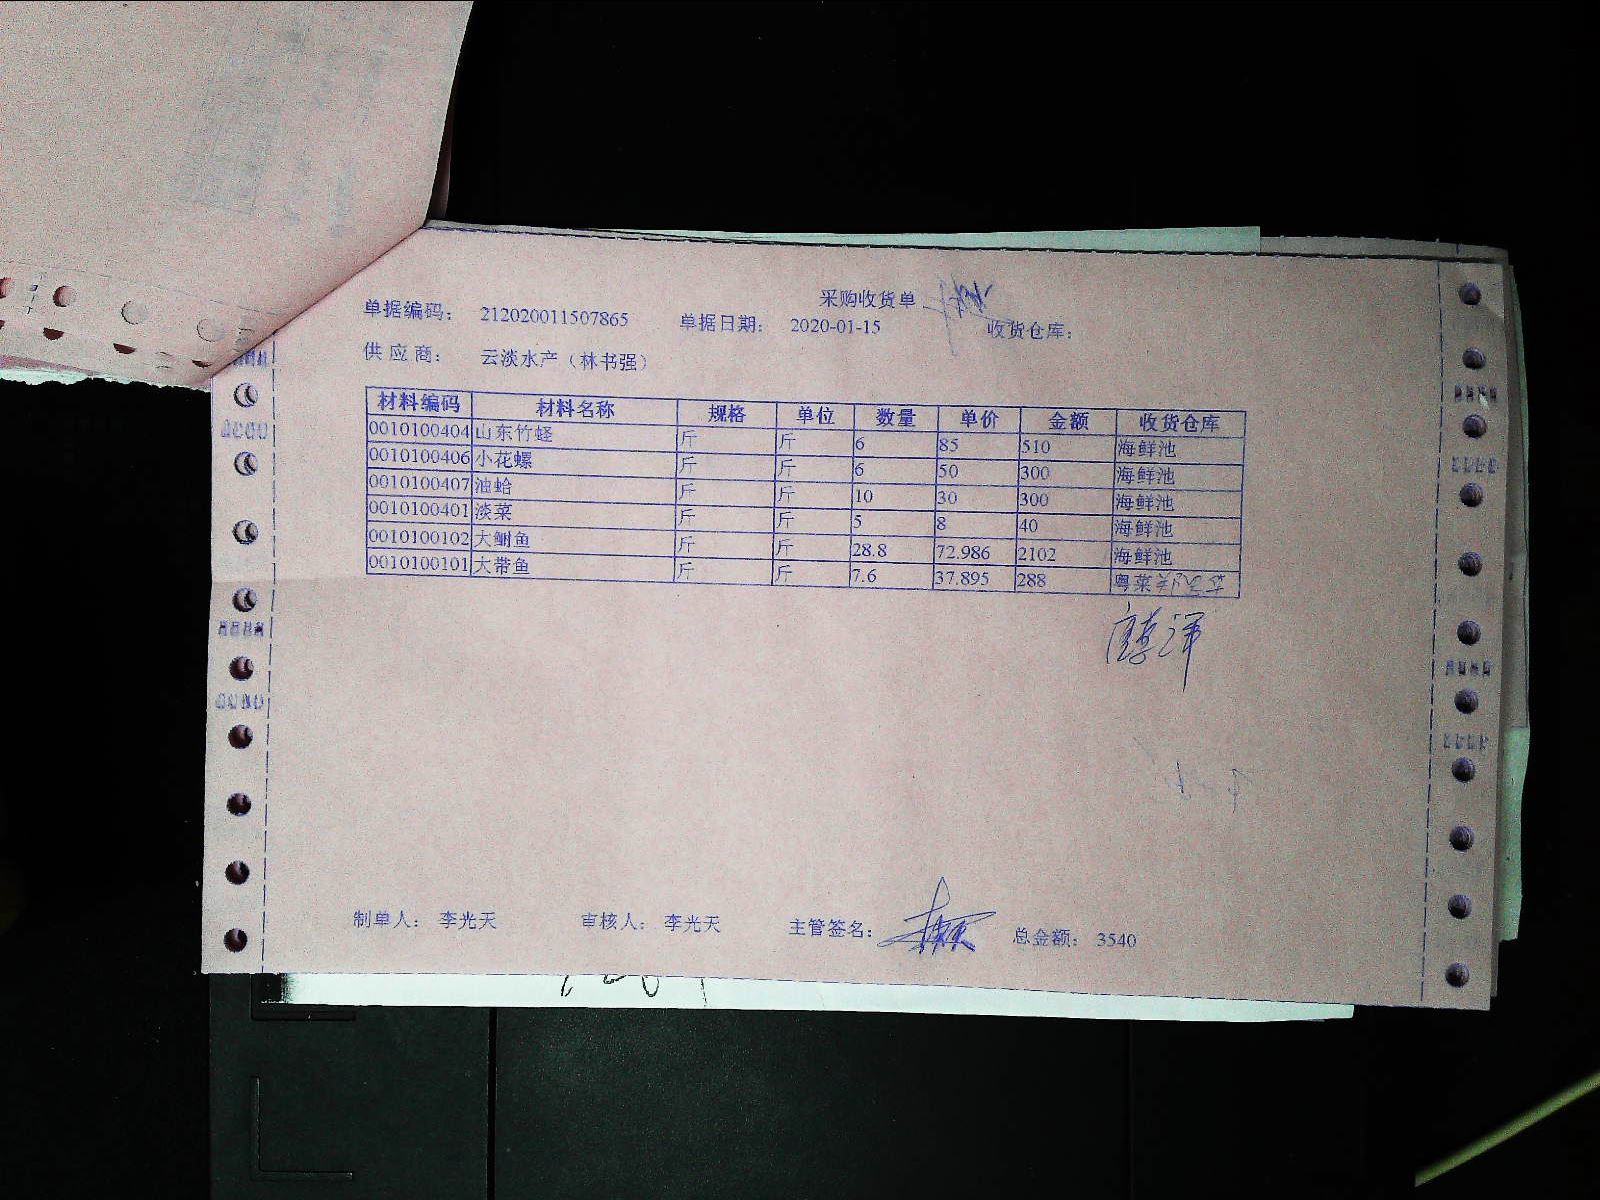 采购收货单
单据编码： 212020011507865 单据日期： 2020-01-15 收货仓库：
供应商： 云淡水产（林书强）
材料编码 材料名称 规格 单位 数量 单价 金额 收货仓库
0010100404 山东竹蛏 斤 斤 6 85 510 海鲜池
0010100406 小花螺 斤 斤 6 50 300 海鲜池
0010100407 油蛤 斤 斤 10 30 300 海鲜池
0010100401 淡菜 斤 斤 5 8 40 海鲜池
0010100102 大鲥鱼 斤 斤 28.8 72.986 2102 海鲜池
0010100101 大带鱼 斤 斤 7.6 37.895 288 粤菜
制单人： 李光天 审核人： 李光天 主管签名： 总金额： 3540